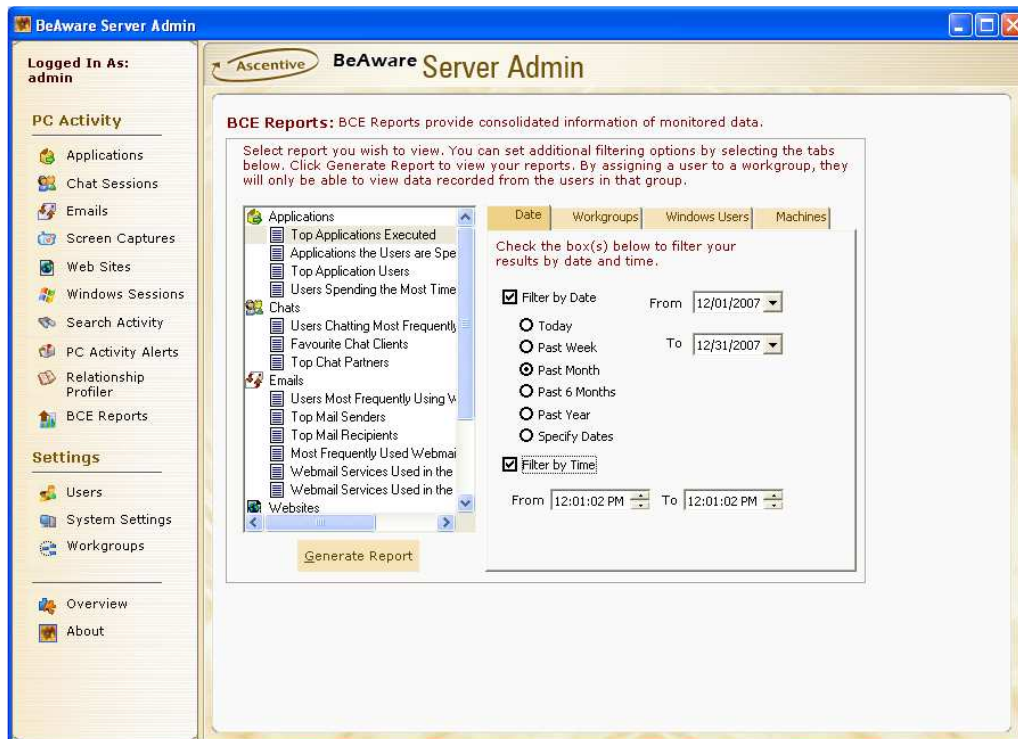 BeAware Server Admin
Logged In As:
admin
PC Activity
Applications
Chat Sessions
Emails
Screen Captures
Web Sites
Windows Sessions
Search Activity
PC Activity Alerts
Relationship
Profiler
BCE Reports
Settings
Users
System Settings
Workgroups
Overview
About
Ascentive BeAware Server Admin
BCE Reports: BCE Reports provide consolidated information of monitored data.
Select report you wish to view. You can set additional filtering options by selecting the tabs
below. Click Generate Report to view your reports. By assigning a user to a workgroup, they
will only be able to view data recorded from the users in that group.
Applications
Top Applications Executed
Applications the Users are Spe
Top Application Users
Users Spending the Most Time
Chats
Users Chatting Most Frequently
Favourite Chat Clients
Top Chat Partners
Emails
Users Most Frequently Using W
Top Mail Senders
Top Mail Recipients
Most Frequently Used Webmai
Webmail Services Used in the
Webmail Services Used in the
Websites
Generate Report
Date Workgroups Windows Users Machines
Check the box(s) below to filter your
results by date and time.
Filter by Date From 12/01/2007
Today
Past Week To 12/31/2007
Past Month
Past 6 Months
Past Year
Specify Dates
Filter by Time
From 12:01:02 PM To 12:01:02 PM